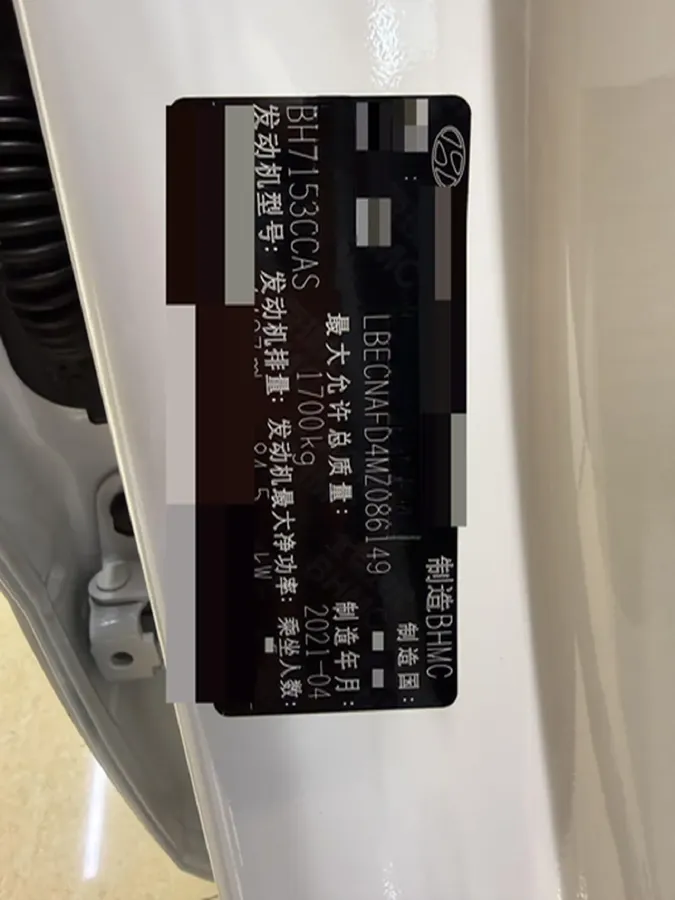 制造BHMC
制造国:
LBECNAFD4MZ086149
最大允许总质量: 制造年月:
BH7153CCAS 1700kg 2021-04
发动机型号: 发动机排量: 发动机最大净功率: 乘坐人数: